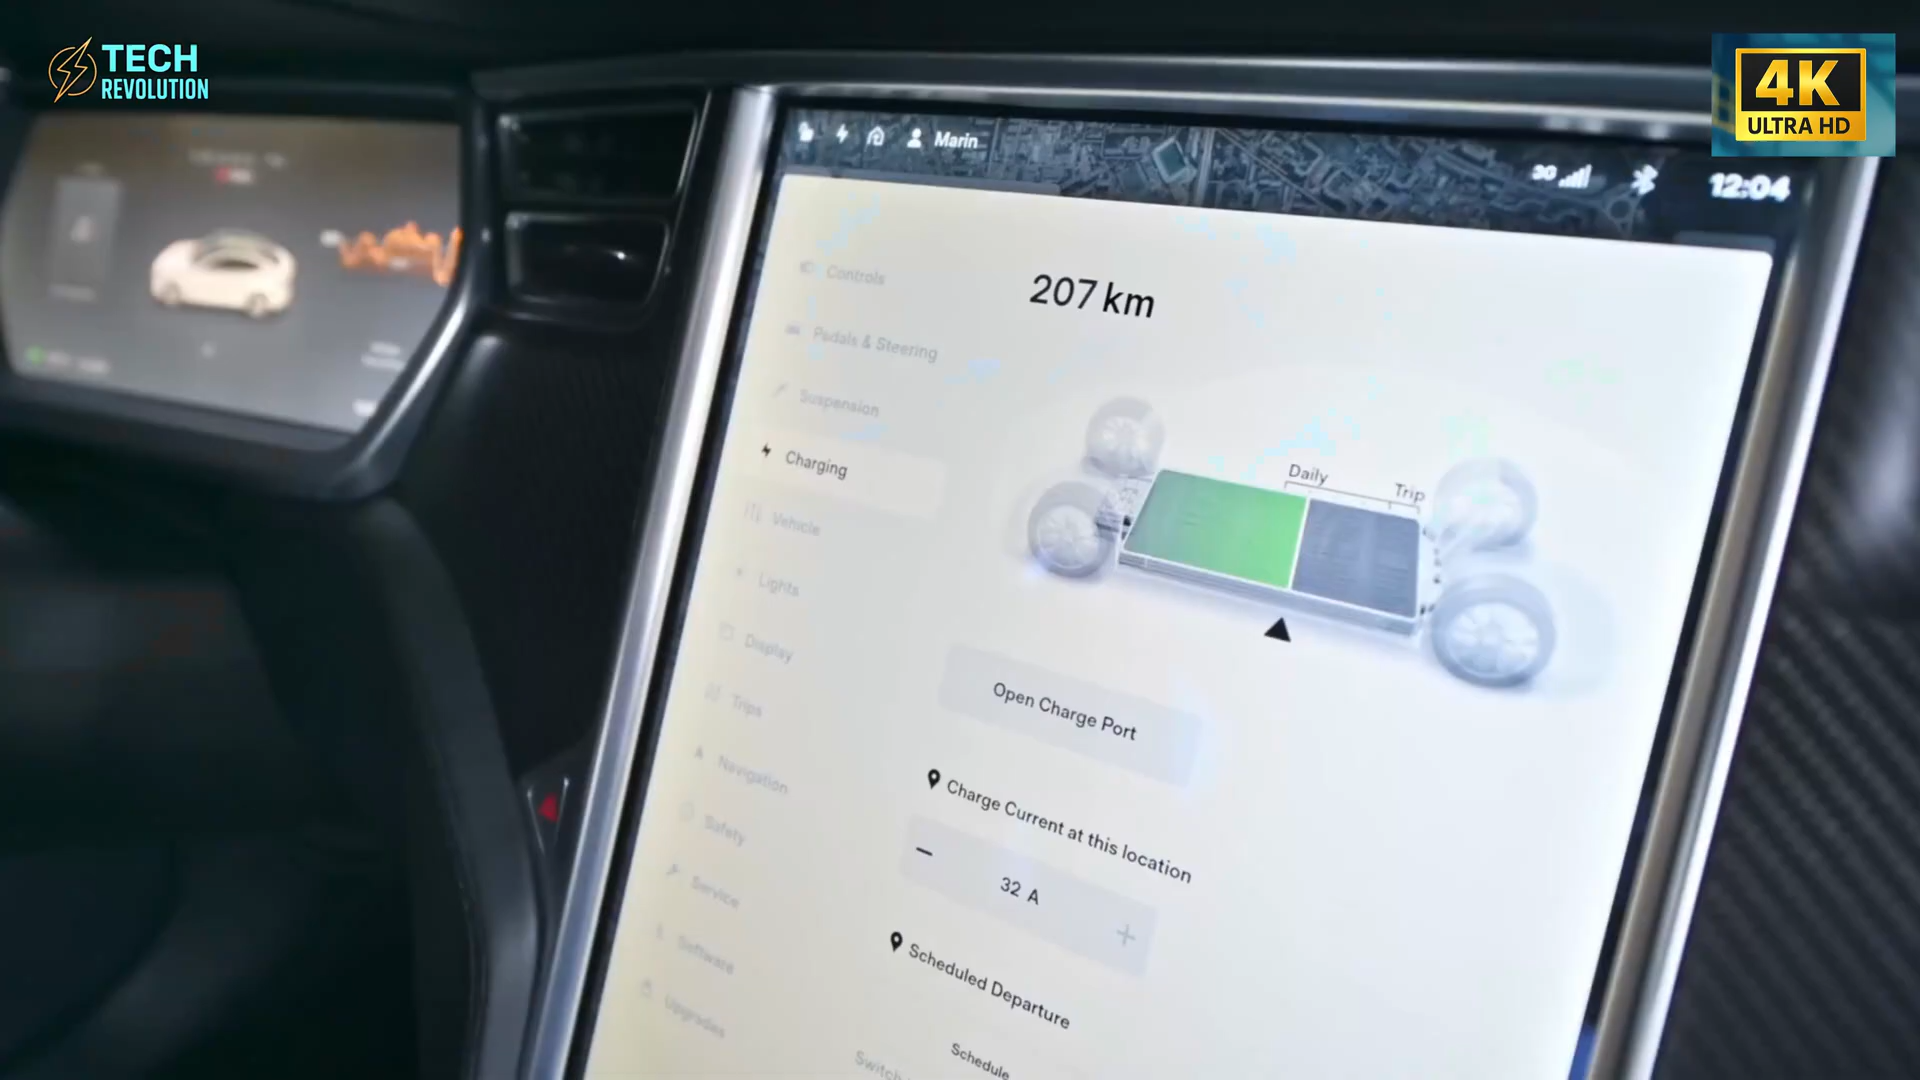 TECH
REVOLUTION
4K
ULTRA HD
Marin
3G
12:04
Controls
Pedals & Steering
Suspension
Charging
Vehicle
Lights
Display
Trips
Navigation
Safety
Service
Software
Upgrades
207 km
Daily
Trip
Open Charge Port
Charge Current at this location
− 32 A +
Scheduled Departure
Schedule
Switch